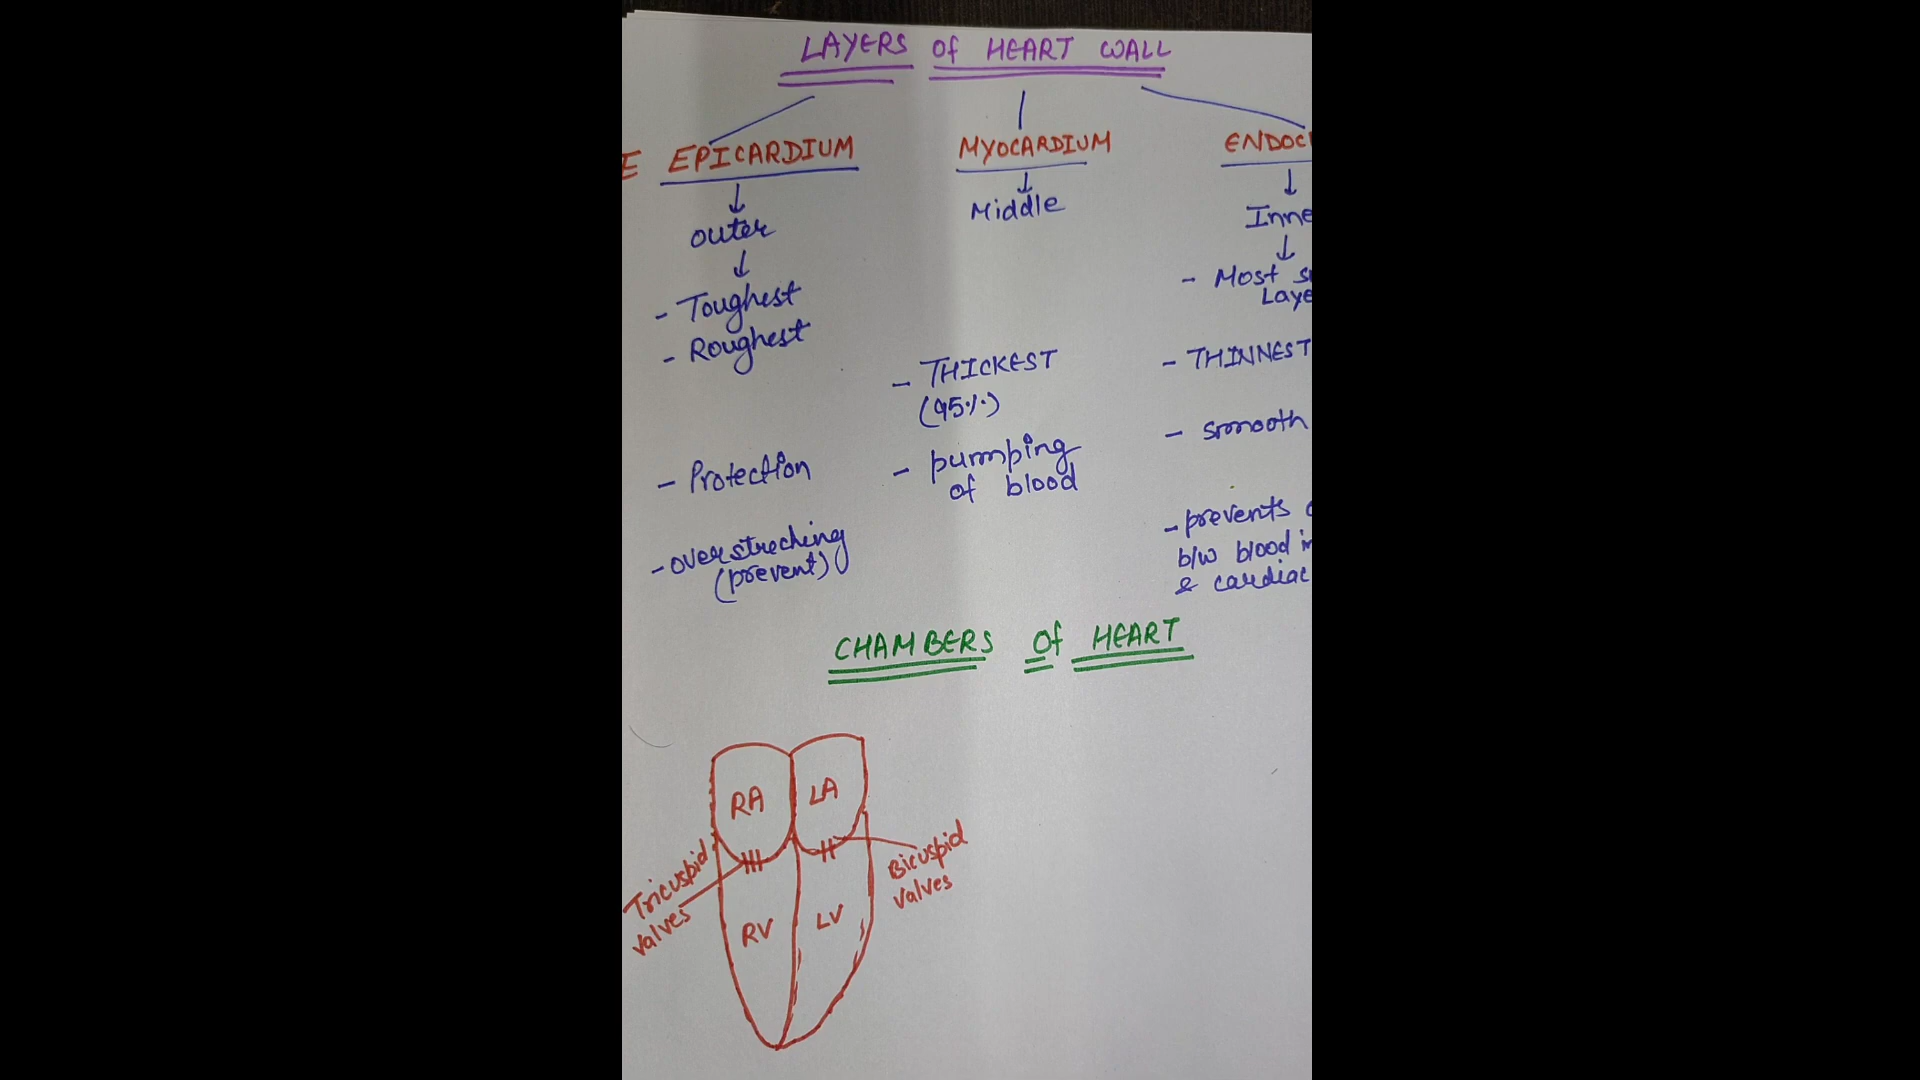 LAYERS of HEART WALL
E EPICARDIUM
Outer
- Toughest
- Roughest
- Protection
- overstreching
(prevent)
MYOCARDIUM
Middle
- THICKEST
(95%)
- pumping
of blood
ENDOC
Inne
- Most s
Laye
- THINNEST
- smooth
- prevents
b/w blood in
& cardiac
CHAMBERS Of HEART
RA
LA
Tricuspid
valves
Bicuspid
valves
RV
LV